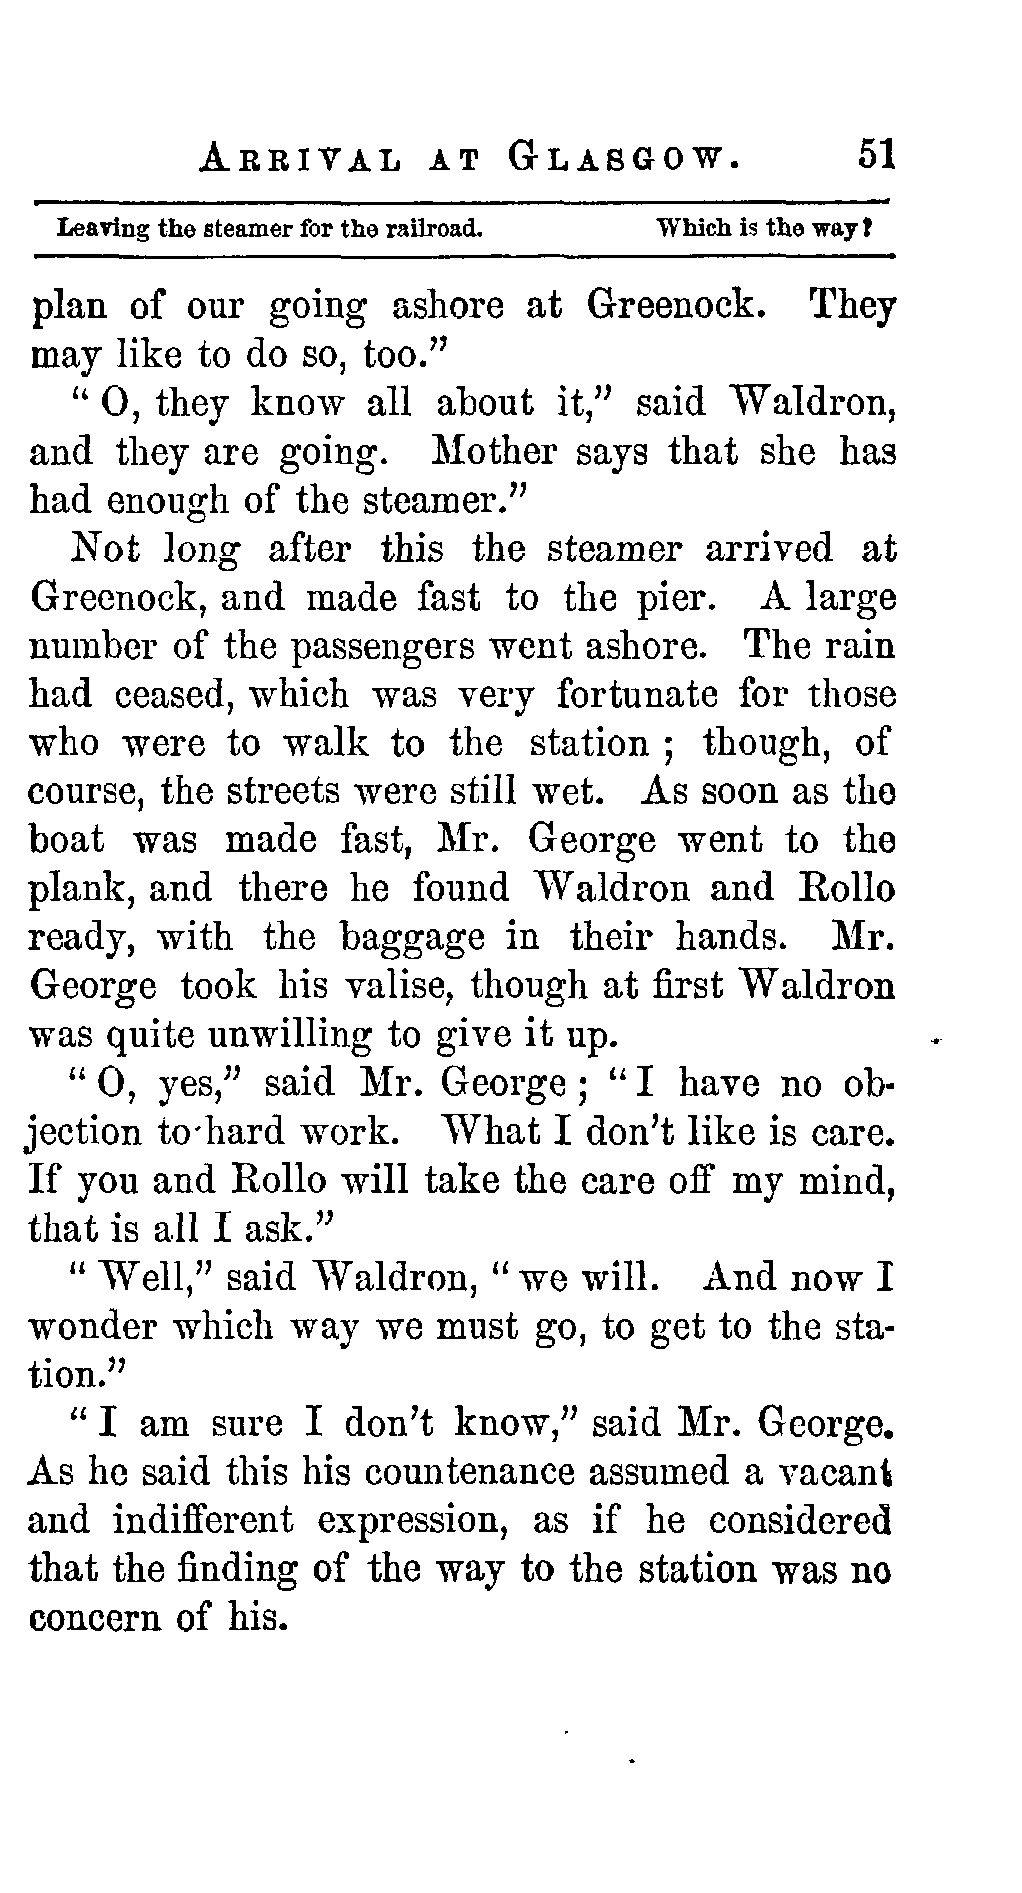 ARRIVAL AT GLASGOW. 51
Leaving the steamer for the railroad. Which is the way?
plan of our going ashore at Greenock. They
may like to do so, too.”
“ O, they know all about it,” said Waldron,
and they are going. Mother says that she has
had enough of the steamer.”
Not long after this the steamer arrived at
Greenock, and made fast to the pier. A large
number of the passengers went ashore. The rain
had ceased, which was very fortunate for those
who were to walk to the station ; though, of
course, the streets were still wet. As soon as the
boat was made fast, Mr. George went to the
plank, and there he found Waldron and Rollo
ready, with the baggage in their hands. Mr.
George took his valise, though at first Waldron
was quite unwilling to give it up.
“ O, yes,” said Mr. George ; “ I have no ob-
jection to hard work. What I don’t like is care.
If you and Rollo will take the care off my mind,
that is all I ask.”
“ Well,” said Waldron, “ we will. And now I
wonder which way we must go, to get to the sta-
tion.”
“ I am sure I don’t know,” said Mr. George.
As he said this his countenance assumed a vacant
and indifferent expression, as if he considered
that the finding of the way to the station was no
concern of his.